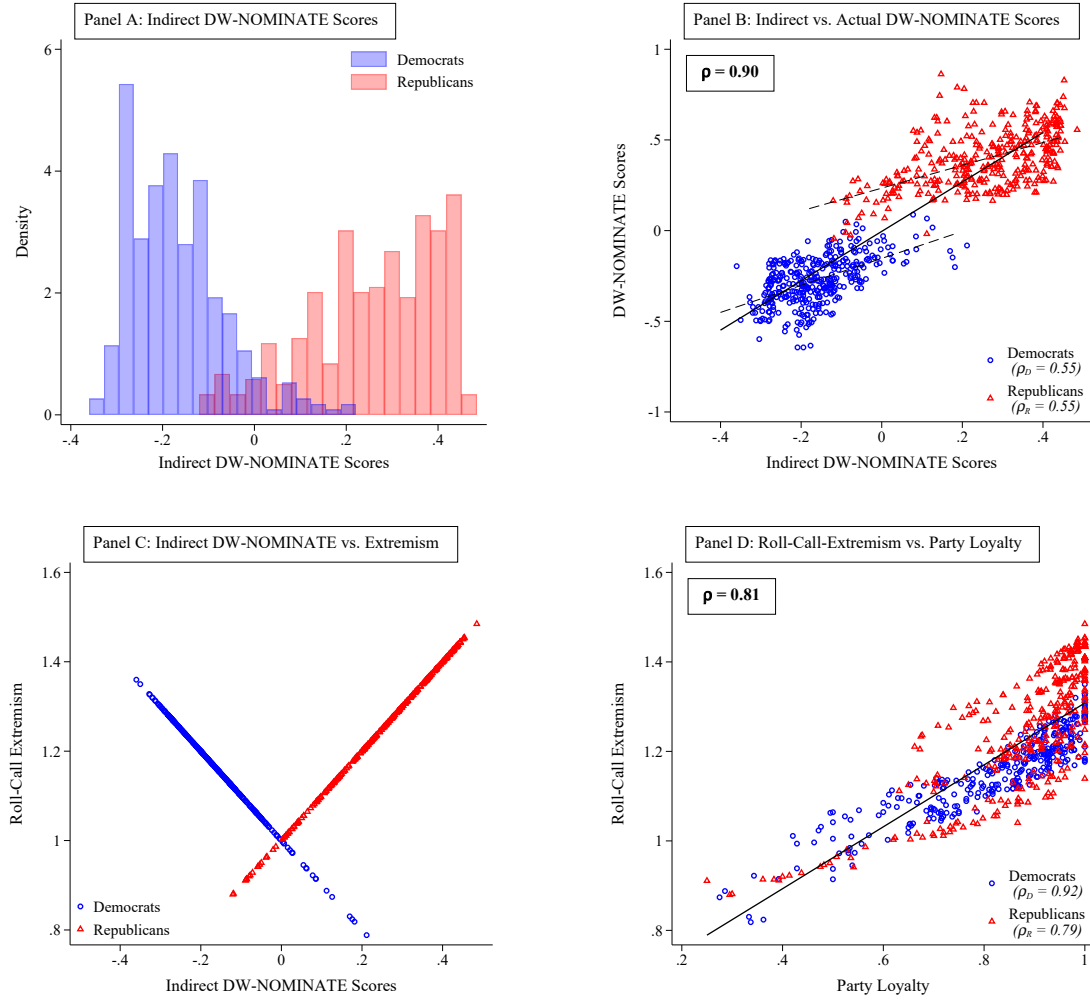 Panel A: Indirect DW-NOMINATE Scores
6
4
2
0
Density
Democrats
Republicans
-.4
-.2
0
.2
.4
Indirect DW-NOMINATE Scores
Panel B: Indirect vs. Actual DW-NOMINATE Scores
ρ = 0.90
1
.5
0
-.5
-1
DW-NOMINATE Scores
Democrats
(ρD = 0.55)
Republicans
(ρR = 0.55)
-.4
-.2
0
.2
.4
Indirect DW-NOMINATE Scores
Panel C: Indirect DW-NOMINATE vs. Extremism
1.6
1.4
1.2
1
.8
Roll-Call Extremism
Democrats
Republicans
-.4
-.2
0
.2
.4
Indirect DW-NOMINATE Scores
Panel D: Roll-Call-Extremism vs. Party Loyalty
ρ = 0.81
1.6
1.4
1.2
1
.8
Roll-Call Extremism
Democrats
(ρD = 0.92)
Republicans
(ρR = 0.79)
.2
.4
.6
.8
1
Party Loyalty